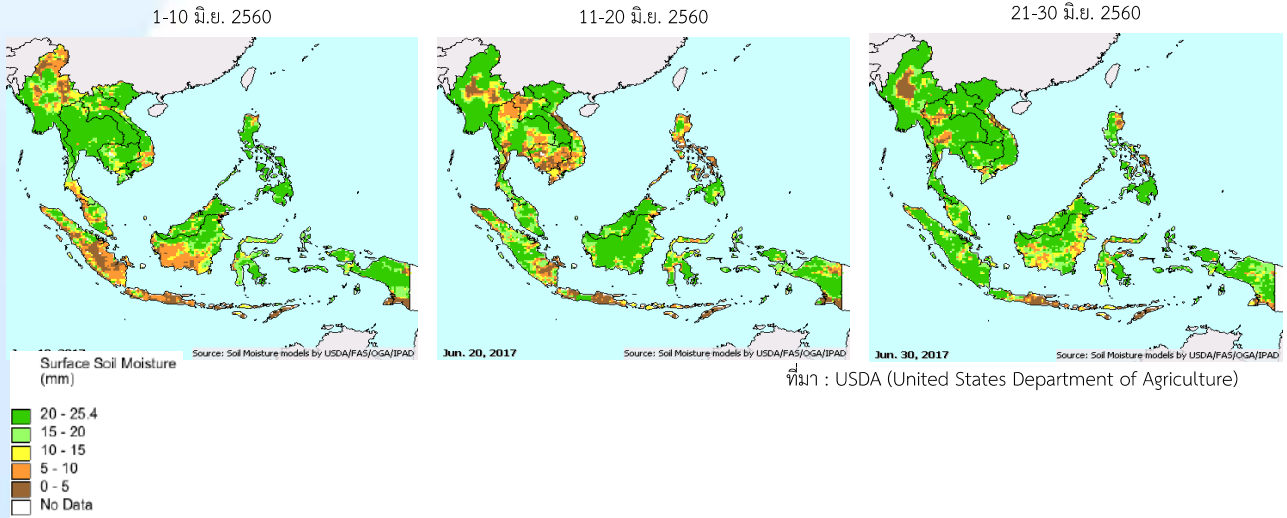 1-10 มิ.ย. 2560
11-20 มิ.ย. 2560
21-30 มิ.ย. 2560
Source: Soil Moisture models by USDA/FAS/OGA/IPAD
Jun. 20, 2017
Source: Soil Moisture models by USDA/FAS/OGA/IPAD
Jun. 30, 2017
Source: Soil Moisture models by USDA/FAS/OGA/IPAD
ที่มา : USDA (United States Department of Agriculture)
Surface Soil Moisture
(mm)
20 - 25.4
15 - 20
10 - 15
5 - 10
0 - 5
No Data